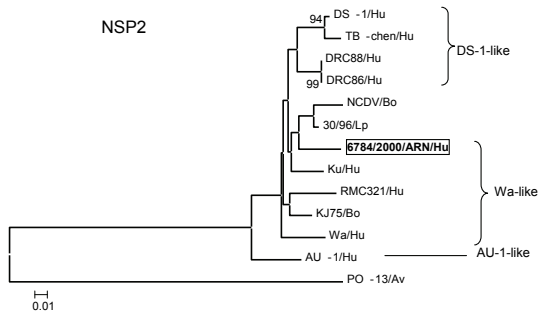 NSP2
94
DS -1/Hu
TB -chen/Hu
DRC88/Hu
99
DRC86/Hu
DS-1-like
NCDV/Bo
30/96/Lp
6784/2000/ARN/Hu
Ku/Hu
RMC321/Hu
KJ75/Bo
Wa/Hu
Wa-like
AU -1/Hu
AU-1-like
PO -13/Av
0.01